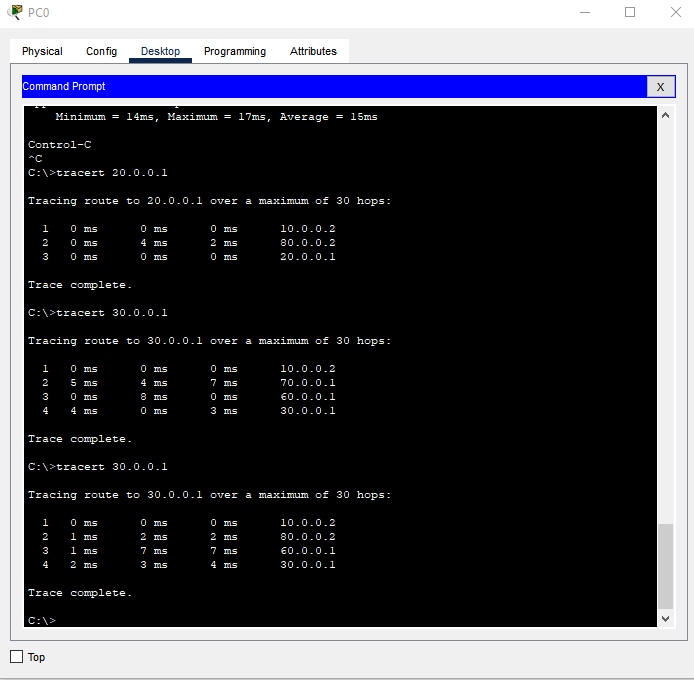 PC0
Physical Config Desktop Programming Attributes
Command Prompt X
Minimum = 14ms, Maximum = 17ms, Average = 15ms
Control-C
^C
C:\>tracert 20.0.0.1
Tracing route to 20.0.0.1 over a maximum of 30 hops:
1 0 ms 0 ms 0 ms 10.0.0.2
2 0 ms 4 ms 2 ms 80.0.0.2
3 0 ms 0 ms 0 ms 20.0.0.1
Trace complete.
C:\>tracert 30.0.0.1
Tracing route to 30.0.0.1 over a maximum of 30 hops:
1 0 ms 0 ms 0 ms 10.0.0.2
2 5 ms 4 ms 7 ms 70.0.0.1
3 0 ms 8 ms 0 ms 60.0.0.1
4 4 ms 0 ms 3 ms 30.0.0.1
Trace complete.
C:\>tracert 30.0.0.1
Tracing route to 30.0.0.1 over a maximum of 30 hops:
1 0 ms 0 ms 0 ms 10.0.0.2
2 1 ms 2 ms 2 ms 80.0.0.2
3 1 ms 7 ms 7 ms 60.0.0.1
4 2 ms 3 ms 4 ms 30.0.0.1
Trace complete.
C:\>
Top